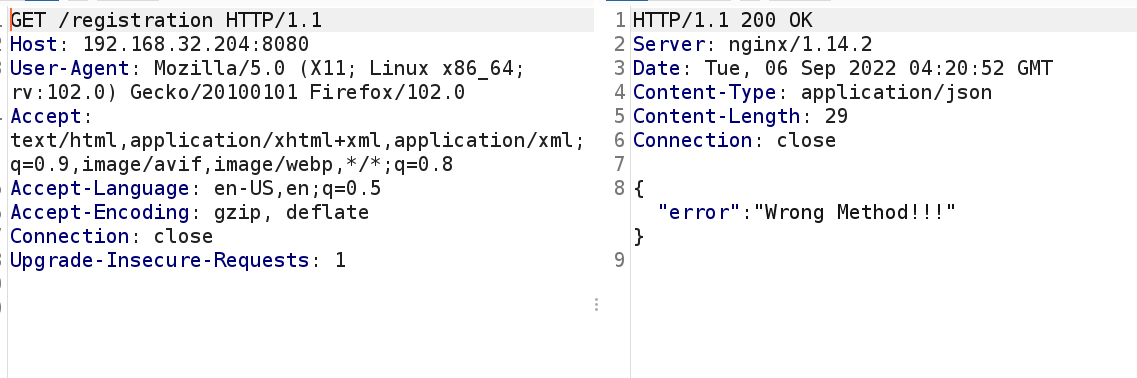 GET /registration HTTP/1.1
Host: 192.168.32.204:8080
User-Agent: Mozilla/5.0 (X11; Linux x86_64;
rv:102.0) Gecko/20100101 Firefox/102.0
Accept:
text/html,application/xhtml+xml,application/xml;
q=0.9,image/avif,image/webp,*/*;q=0.8
Accept-Language: en-US,en;q=0.5
Accept-Encoding: gzip, deflate
Connection: close
Upgrade-Insecure-Requests: 1
1 HTTP/1.1 200 OK
2 Server: nginx/1.14.2
3 Date: Tue, 06 Sep 2022 04:20:52 GMT
4 Content-Type: application/json
5 Content-Length: 29
6 Connection: close
7
8 {
"error":"Wrong Method!!!"
}
9